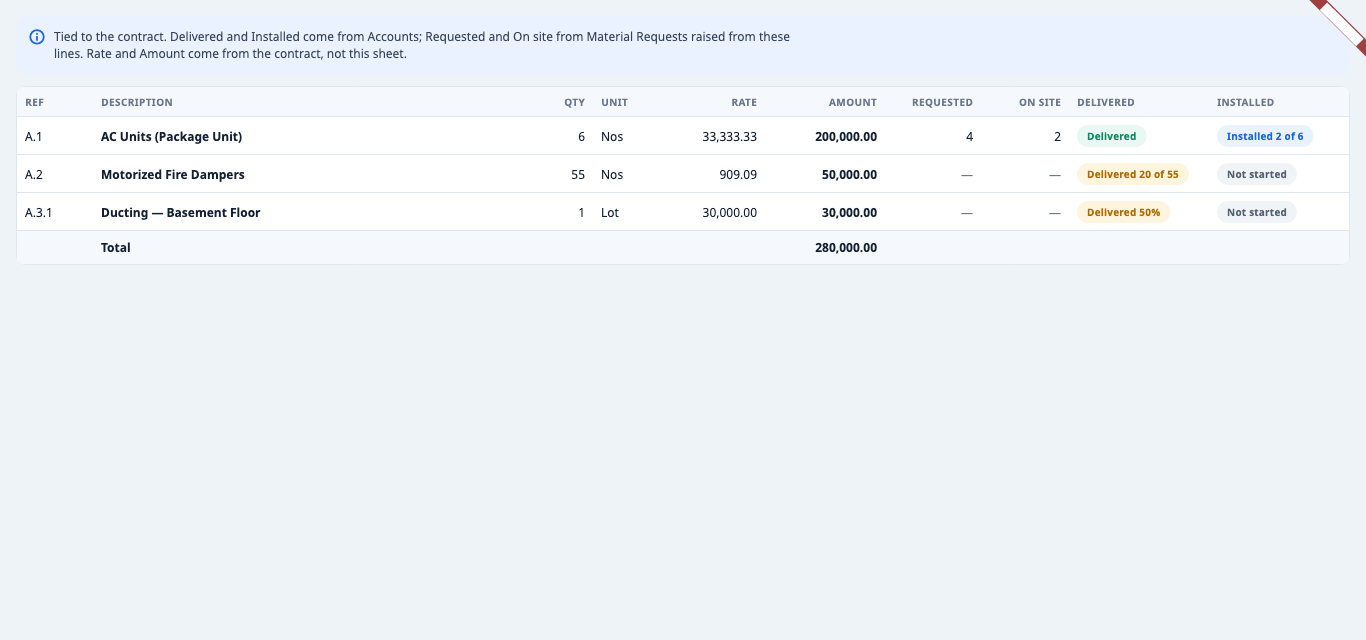 Tied to the contract. Delivered and Installed come from Accounts; Requested and On site from Material Requests raised from these
lines. Rate and Amount come from the contract, not this sheet.
REF DESCRIPTION QTY UNIT RATE AMOUNT REQUESTED ON SITE DELIVERED INSTALLED
A.1 AC Units (Package Unit) 6 Nos 33,333.33 200,000.00 4 2 Delivered Installed 2 of 6
A.2 Motorized Fire Dampers 55 Nos 909.09 50,000.00 — — Delivered 20 of 55 Not started
A.3.1 Ducting — Basement Floor 1 Lot 30,000.00 30,000.00 — — Delivered 50% Not started
Total 280,000.00